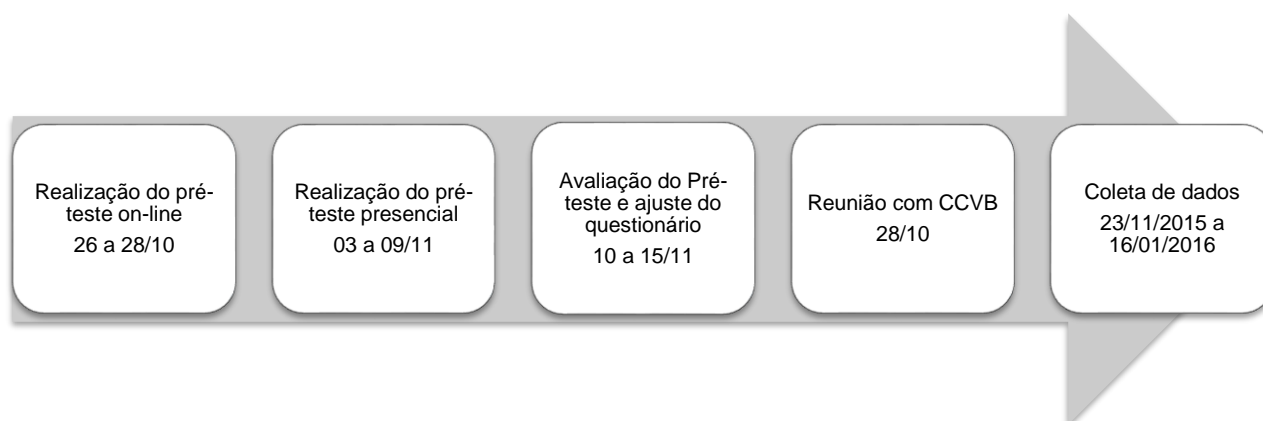 Realização do pré-
teste on-line
26 a 28/10
Realização do pré-
teste presencial
03 a 09/11
Avaliação do Pré-
teste e ajuste do
questionário
10 a 15/11
Reunião com CCVB
28/10
Coleta de dados
23/11/2015 a
16/01/2016